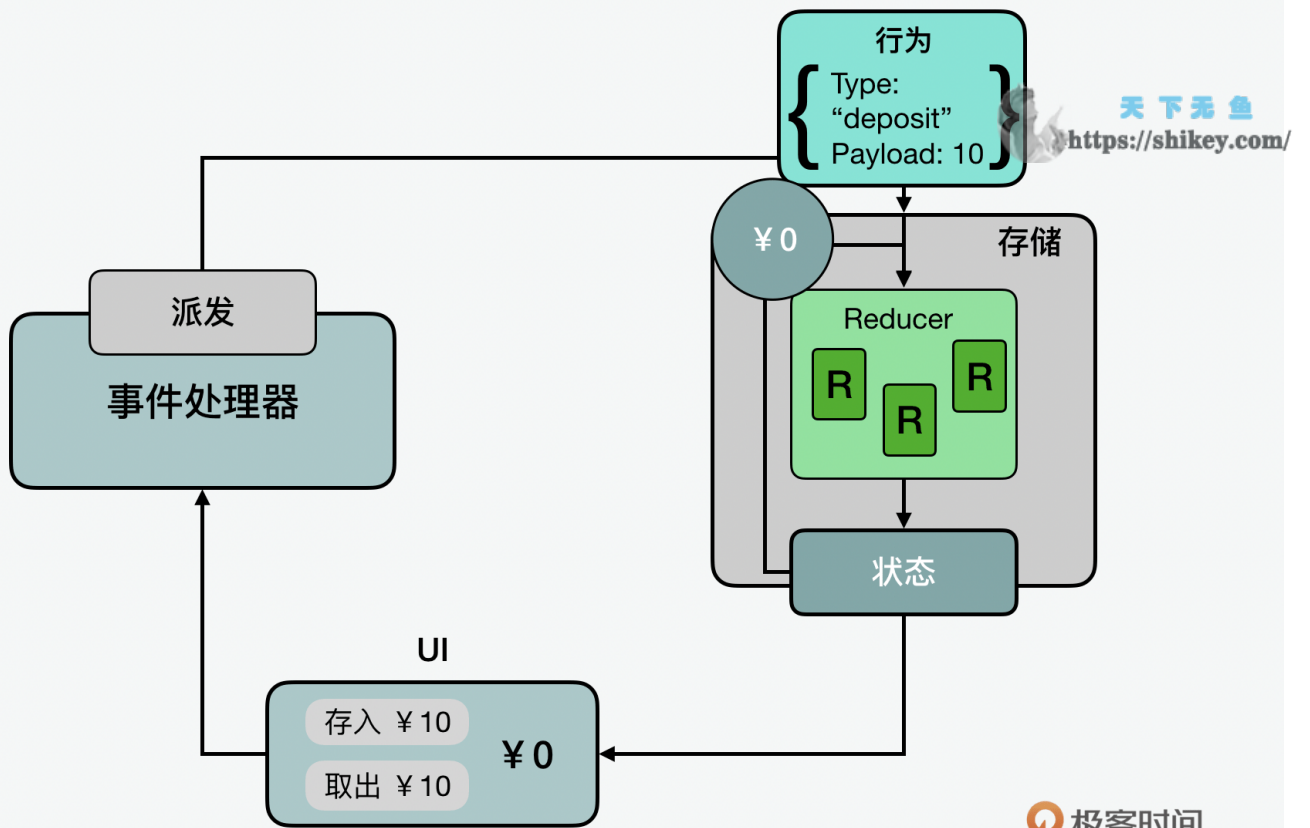 行为
{ Type:
“deposit”
Payload: 10 }
天下无鱼
https://shikey.com/
¥0
存储
派发
Reducer
事件处理器
R
R
R
状态
UI
存入 ¥10
¥0
取出 ¥10
极客时间